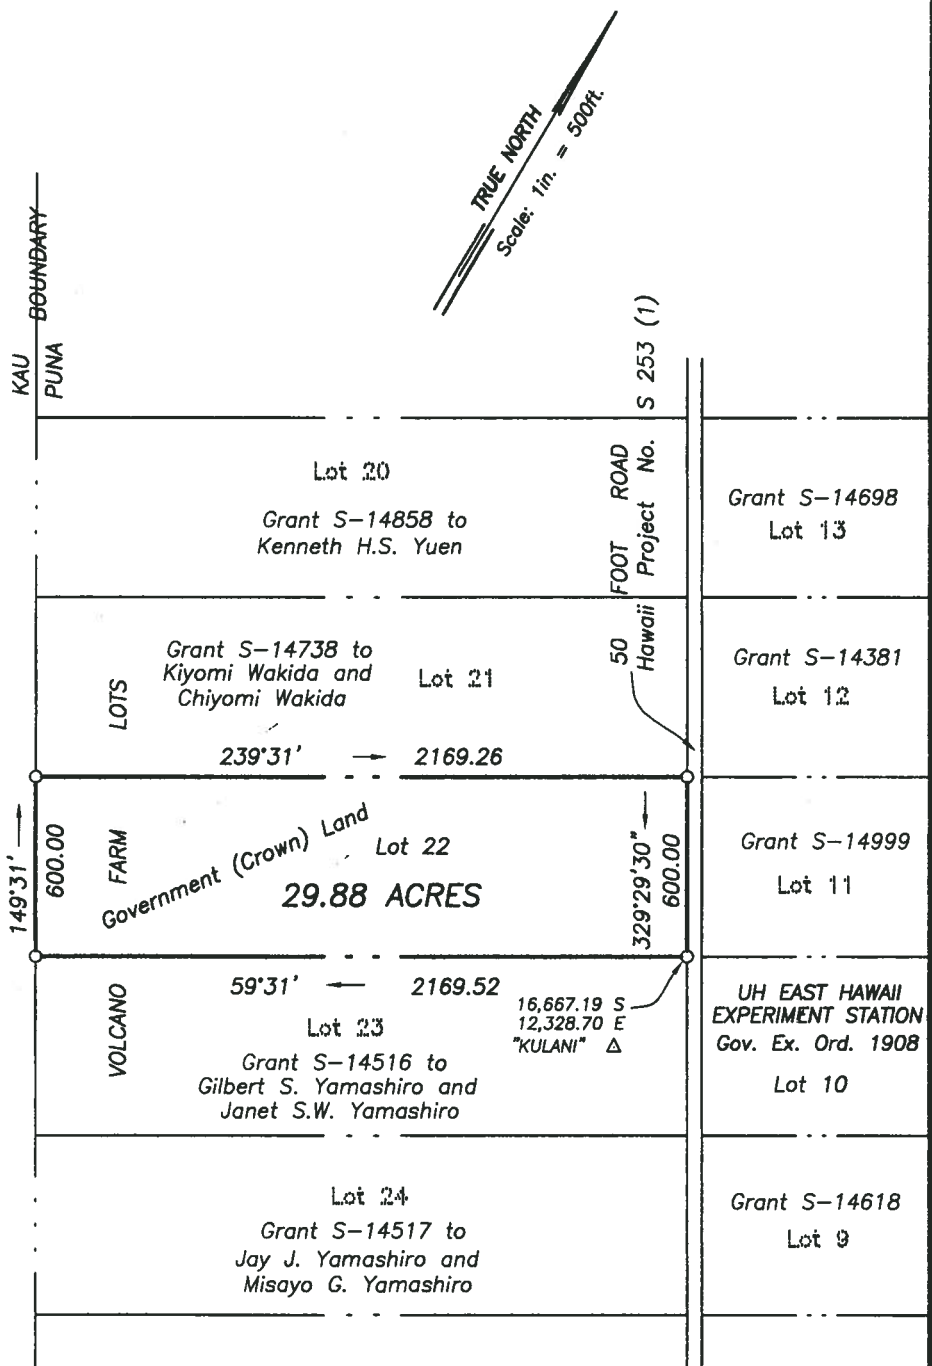 TRUE NORTH
Scale: 1in. = 500ft.
KAU BOUNDARY
PUNA
50 FOOT ROAD
Hawaii Project No. S 253 (1)
Lot 20
Grant S-14858 to
Kenneth H.S. Yuen
Grant S-14698
Lot 13
Grant S-14738 to
Kiyomi Wakida and
Chiyomi Wakida
Lot 21
Grant S-14381
Lot 12
VOLCANO FARM LOTS
239°31' → 2169.26
149°31' →
600.00
Government (Crown) Land
Lot 22
29.88 ACRES
329°29'30" →
600.00
Grant S-14999
Lot 11
59°31' ← 2169.52
16,667.19 S
12,328.70 E
"KULANI" △
Lot 23
Grant S-14516 to
Gilbert S. Yamashiro and
Janet S.W. Yamashiro
UH EAST HAWAII
EXPERIMENT STATION
Gov. Ex. Ord. 1908
Lot 10
Lot 24
Grant S-14517 to
Jay J. Yamashiro and
Misayo G. Yamashiro
Grant S-14618
Lot 9